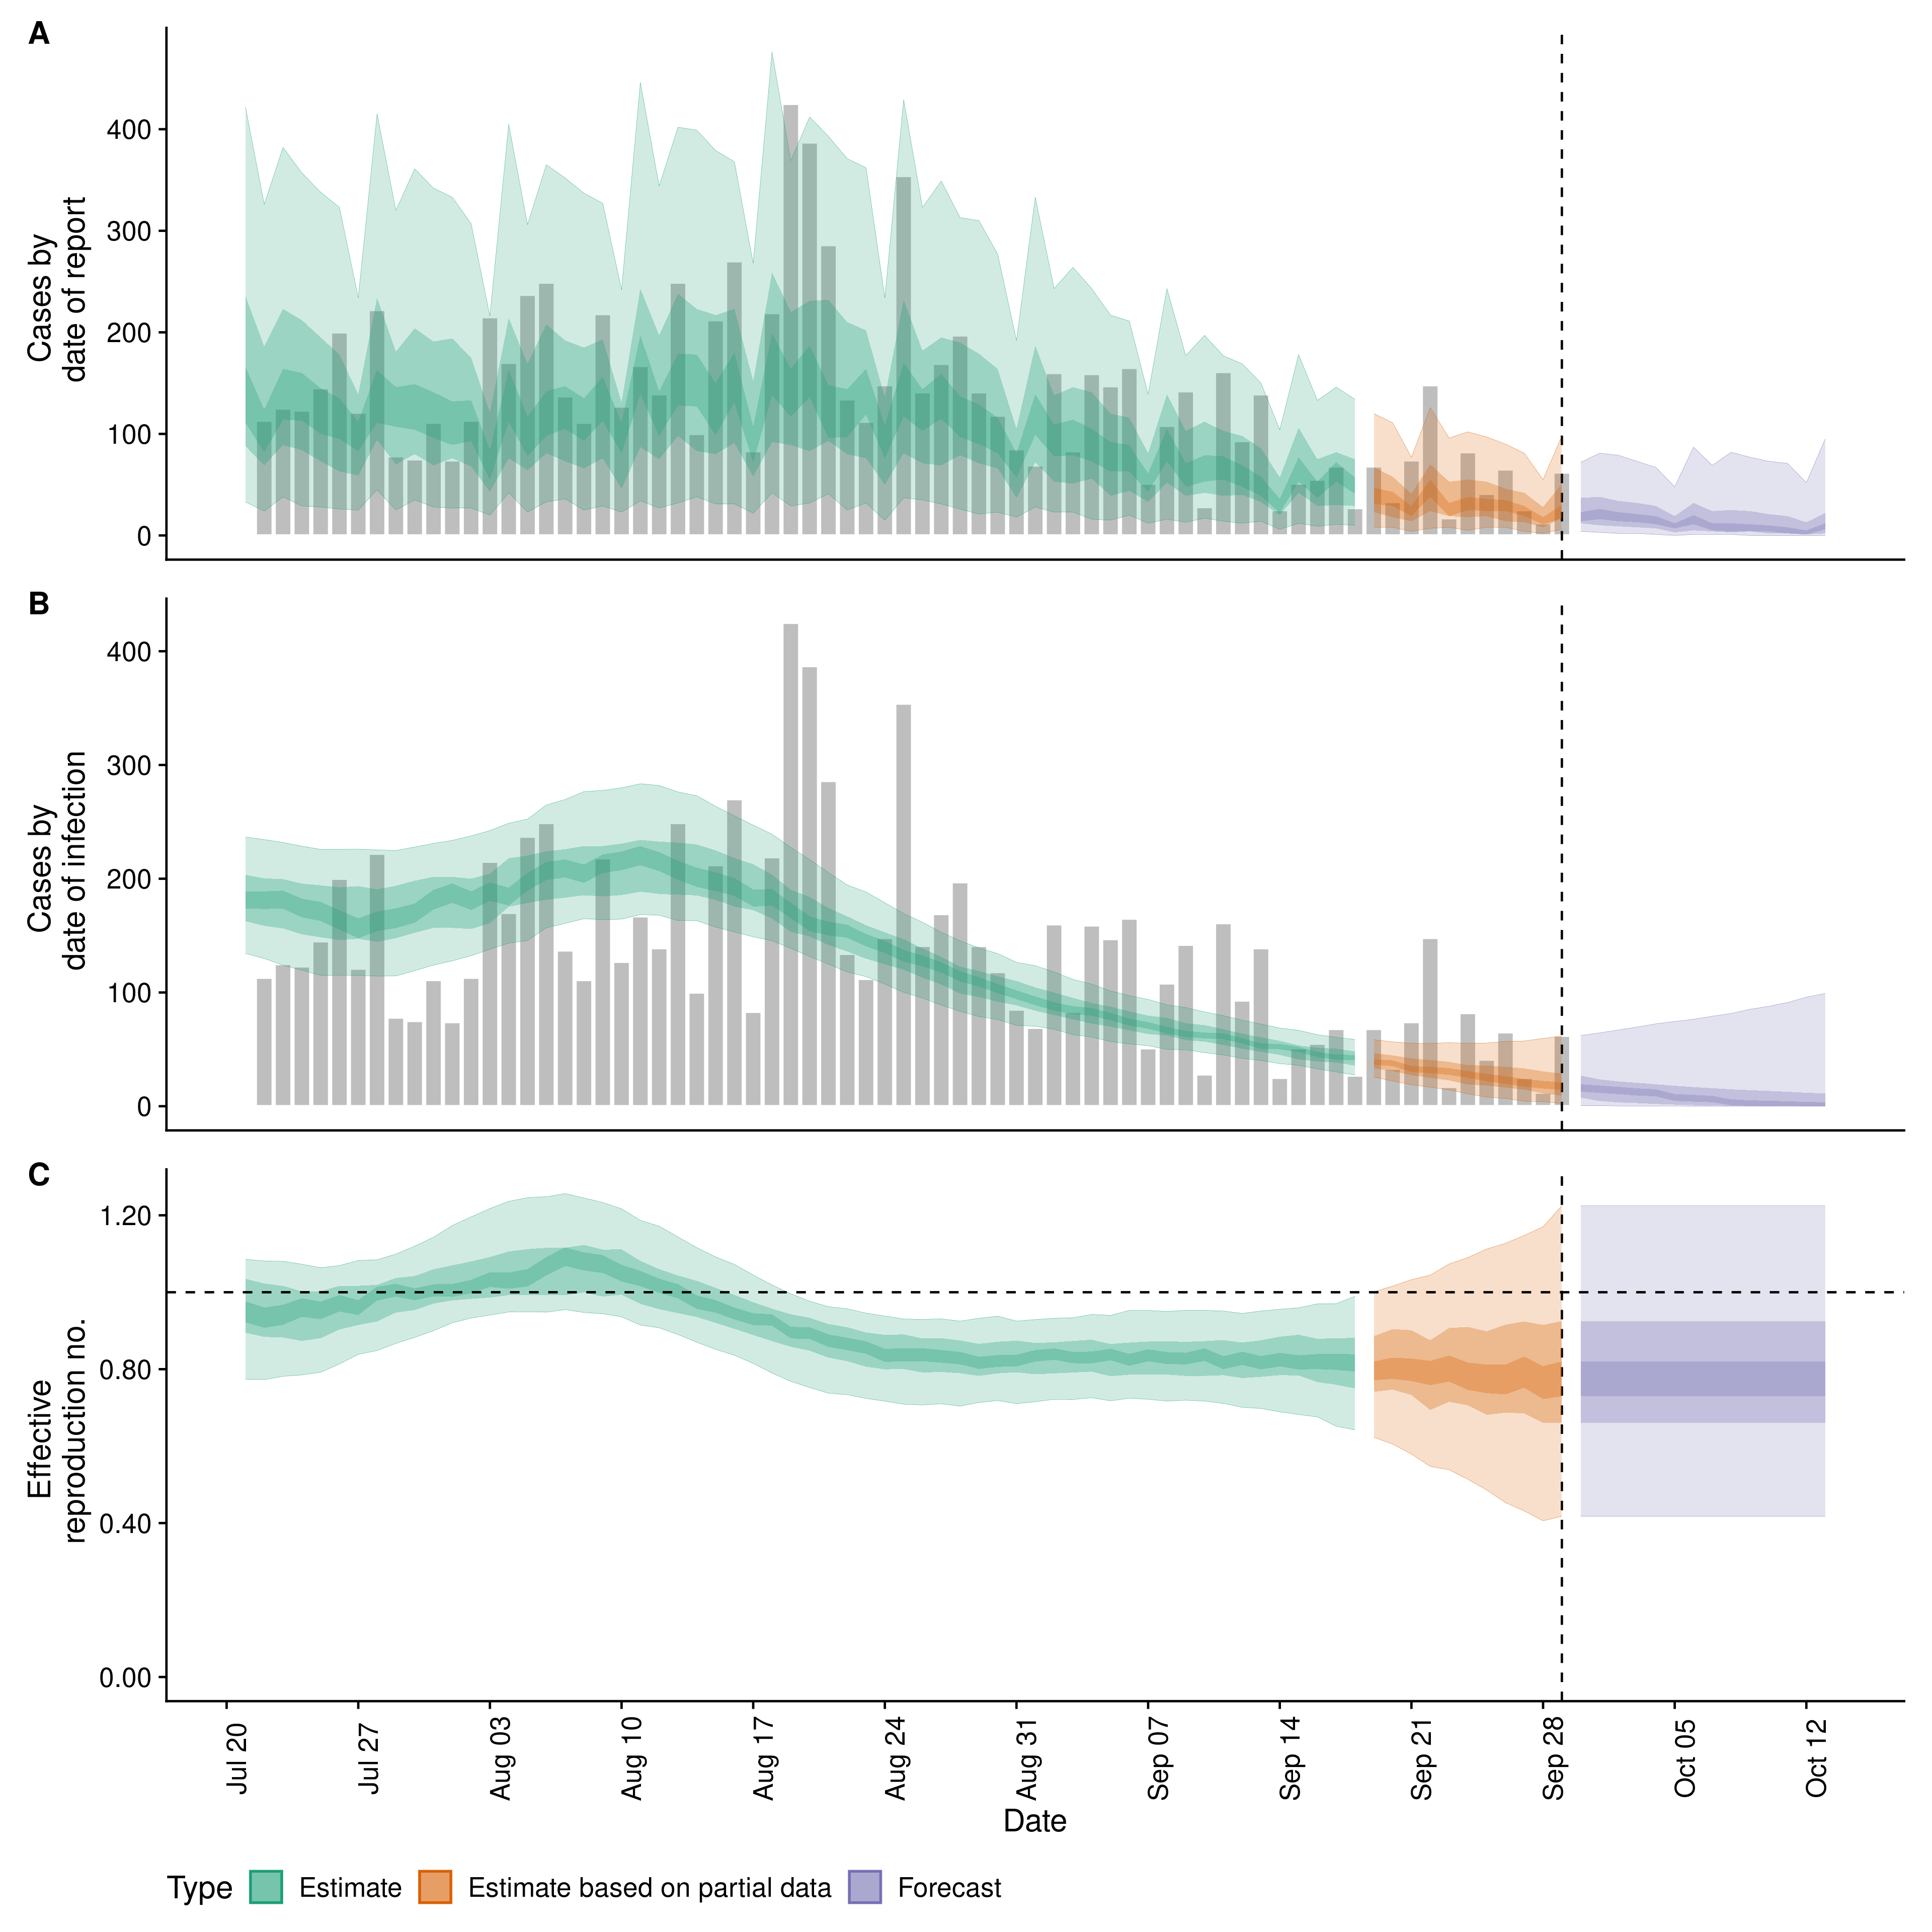 A
Cases by
date of report
400
300
200
100
0
B
Cases by
date of infection
400
300
200
100
0
C
Effective
reproduction no.
1.20
0.80
0.40
0.00
Jul 20
Jul 27
Aug 03
Aug 10
Aug 17
Aug 24
Aug 31
Sep 07
Sep 14
Sep 21
Sep 28
Oct 05
Oct 12
Date
Type Estimate Estimate based on partial data Forecast